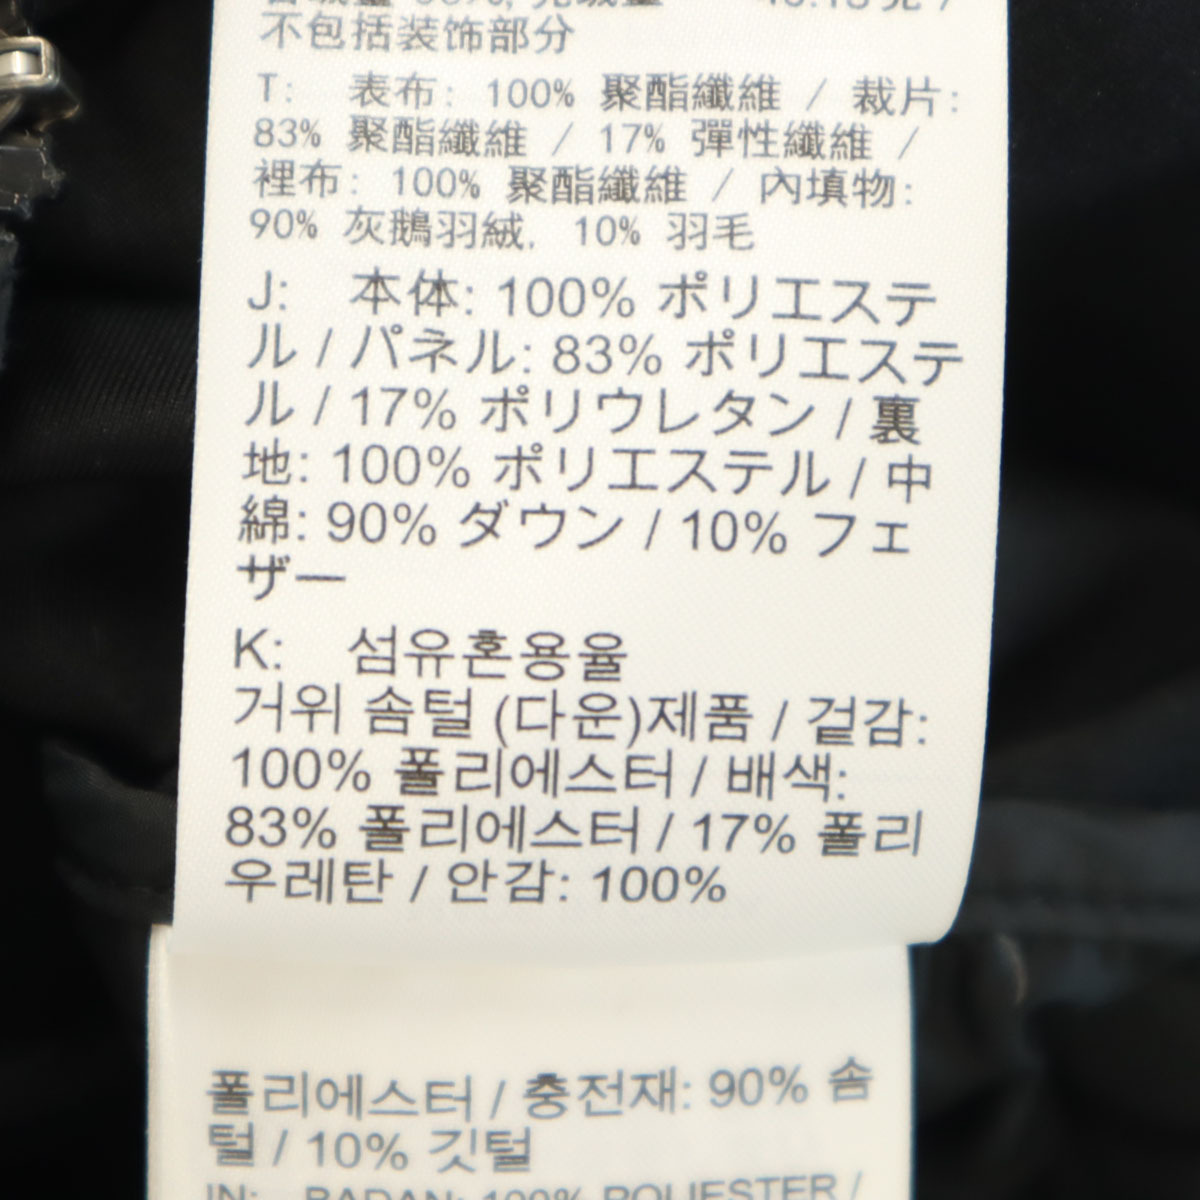 不包括装饰部分
T: 表布: 100% 聚酯纖維 / 裁片:
83% 聚酯纖維 / 17% 彈性纖維 /
裡布: 100% 聚酯纖維 / 內填物:
90% 灰鵝羽絨, 10% 羽毛
J: 本体: 100% ポリエステ
ル / パネル: 83% ポリエステ
ル / 17% ポリウレタン / 裏
地: 100% ポリエステル / 中
綿: 90% ダウン / 10% フェ
ザー
K: 섬유혼용율
거위 솜털 (다운)제품 / 겉감:
100% 폴리에스터 / 배색:
83% 폴리에스터 / 17% 폴리
우레탄 / 안감: 100%
폴리에스터 / 충전재: 90% 솜
털 / 10% 깃털
IN: BADAN: 100% POLIESTER /